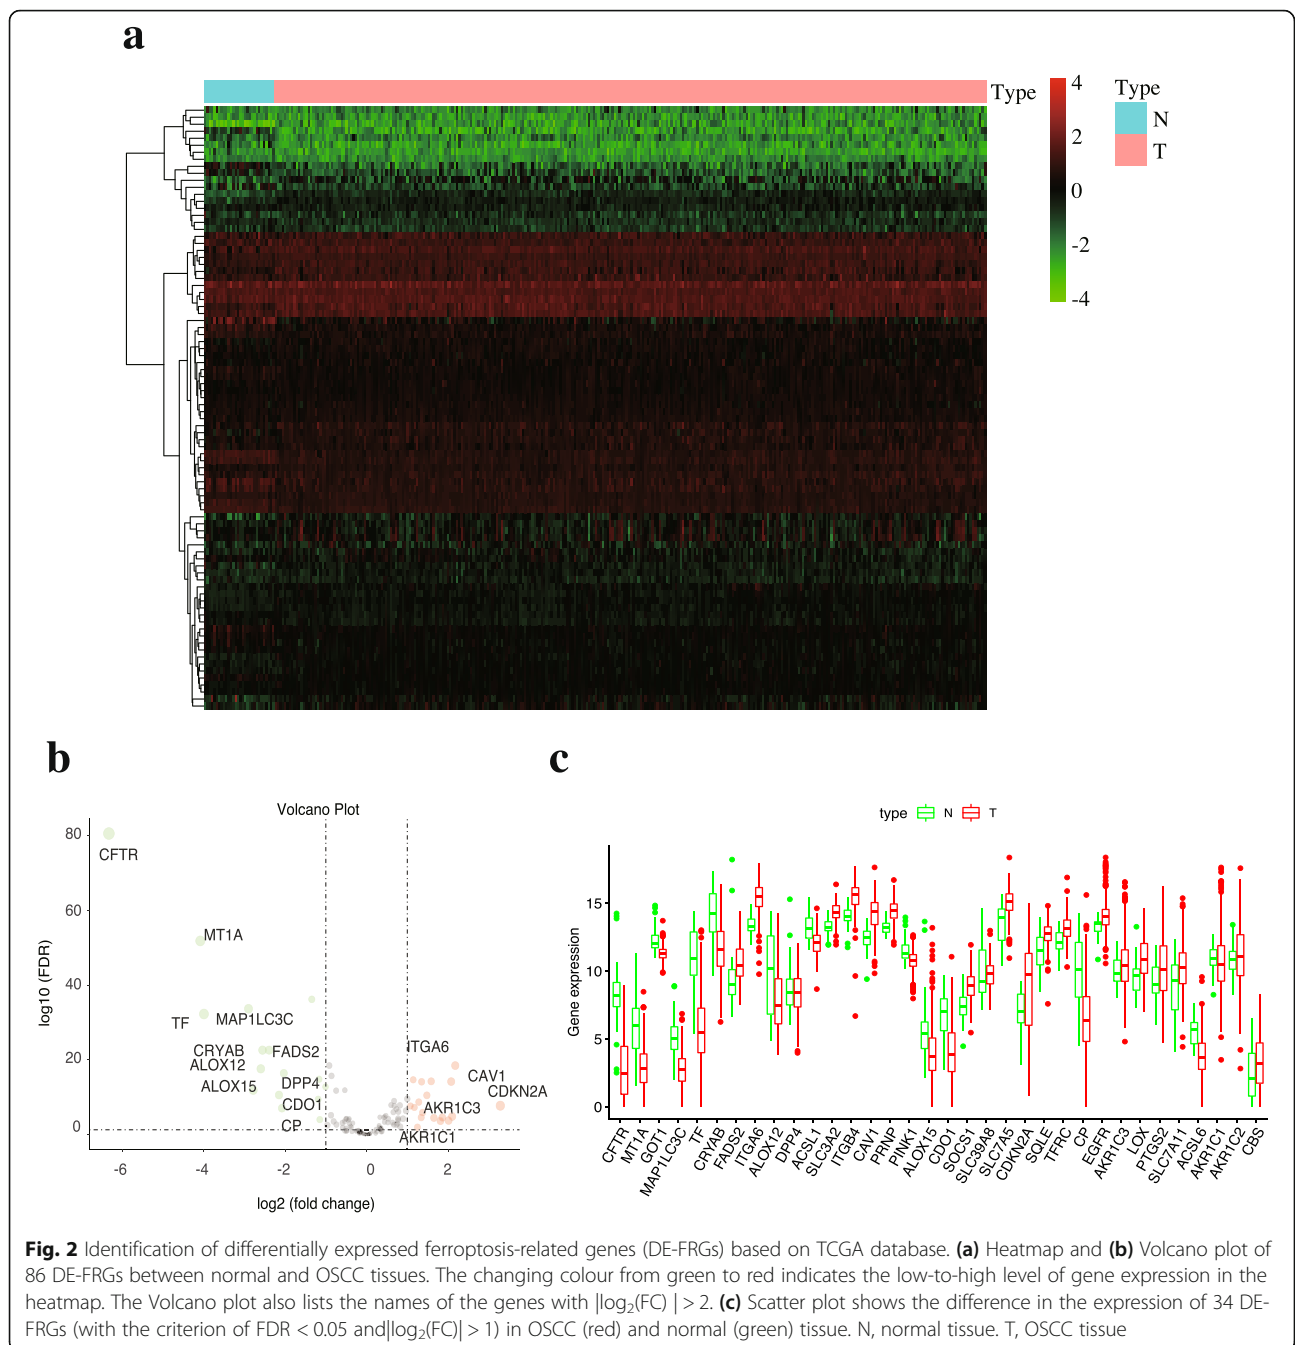 a
Type
4
2
0
-2
-4
Type
N
T
b
Volcano Plot
log10 (FDR)
80
60
40
20
0
CFTR
MT1A
TF
MAP1LC3C
CRYAB
FADS2
ALOX12
ALOX15
DPP4
CDO1
CP
ITGA6
CAV1
CDKN2A
AKR1C3
AKR1C1
-6 -4 -2 0 2
log2 (fold change)
c
type N T
Gene expression
15
10
5
0
CFTR
MT1A
GOT1
MAP1LC3C
TF
CRYAB
FADS2
ITGA6
ALOX12
DPP4
ACSL1
SLC3A2
ITGB4
CAV1
PRNP
PINK1
ALOX15
CDO1
SOCS1
SLC39A8
SLC7A5
CDKN2A
SQLE
TFRC
CP
EGFR
AKR1C3
LOX
PTGS2
SLC7A11
ACSL6
AKR1C1
AKR1C2
CBS
Fig. 2 Identification of differentially expressed ferroptosis-related genes (DE-FRGs) based on TCGA database. (a) Heatmap and (b) Volcano plot of
86 DE-FRGs between normal and OSCC tissues. The changing colour from green to red indicates the low-to-high level of gene expression in the
heatmap. The Volcano plot also lists the names of the genes with |log2(FC) | > 2. (c) Scatter plot shows the difference in the expression of 34 DE-
FRGs (with the criterion of FDR < 0.05 and|log2(FC)| > 1) in OSCC (red) and normal (green) tissue. N, normal tissue. T, OSCC tissue